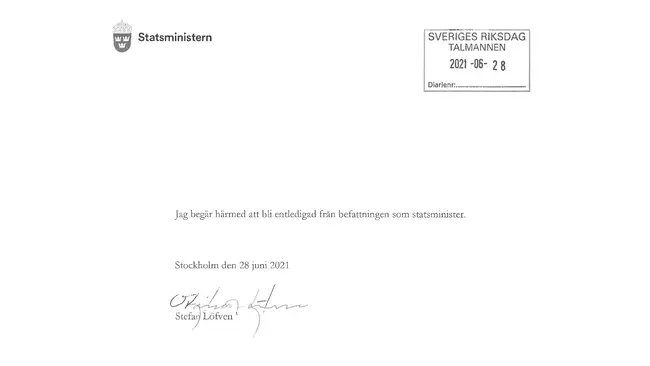 Statsministern
SVERIGES RIKSDAG
TALMANNEN
2021 -06- 28
Diarienr:
Jag begär härmed att bli entledigad från befattningen som statsminister.
Stockholm den 28 juni 2021
Stefan Löfven